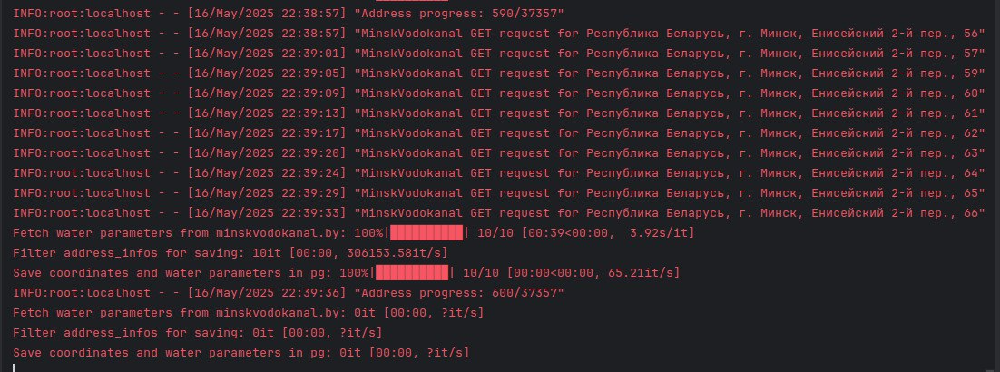 INFO:root:localhost - - [16/May/2025 22:38:57] "Address progress: 590/37357"
INFO:root:localhost - - [16/May/2025 22:38:57] "MinskVodokanal GET request for Республика Беларусь, г. Минск, Енисейский 2-й пер., 56"
INFO:root:localhost - - [16/May/2025 22:39:01] "MinskVodokanal GET request for Республика Беларусь, г. Минск, Енисейский 2-й пер., 57"
INFO:root:localhost - - [16/May/2025 22:39:05] "MinskVodokanal GET request for Республика Беларусь, г. Минск, Енисейский 2-й пер., 59"
INFO:root:localhost - - [16/May/2025 22:39:09] "MinskVodokanal GET request for Республика Беларусь, г. Минск, Енисейский 2-й пер., 60"
INFO:root:localhost - - [16/May/2025 22:39:13] "MinskVodokanal GET request for Республика Беларусь, г. Минск, Енисейский 2-й пер., 61"
INFO:root:localhost - - [16/May/2025 22:39:17] "MinskVodokanal GET request for Республика Беларусь, г. Минск, Енисейский 2-й пер., 62"
INFO:root:localhost - - [16/May/2025 22:39:20] "MinskVodokanal GET request for Республика Беларусь, г. Минск, Енисейский 2-й пер., 63"
INFO:root:localhost - - [16/May/2025 22:39:24] "MinskVodokanal GET request for Республика Беларусь, г. Минск, Енисейский 2-й пер., 64"
INFO:root:localhost - - [16/May/2025 22:39:29] "MinskVodokanal GET request for Республика Беларусь, г. Минск, Енисейский 2-й пер., 65"
INFO:root:localhost - - [16/May/2025 22:39:33] "MinskVodokanal GET request for Республика Беларусь, г. Минск, Енисейский 2-й пер., 66"
Fetch water parameters from minskvodokanal.by: 100%|██████████| 10/10 [00:39<00:00,  3.92s/it]
Filter address_infos for saving: 10it [00:00, 306153.58it/s]
Save coordinates and water parameters in pg: 100%|██████████| 10/10 [00:00<00:00, 65.21it/s]
INFO:root:localhost - - [16/May/2025 22:39:36] "Address progress: 600/37357"
Fetch water parameters from minskvodokanal.by: 0it [00:00, ?it/s]
Filter address_infos for saving: 0it [00:00, ?it/s]
Save coordinates and water parameters in pg: 0it [00:00, ?it/s]